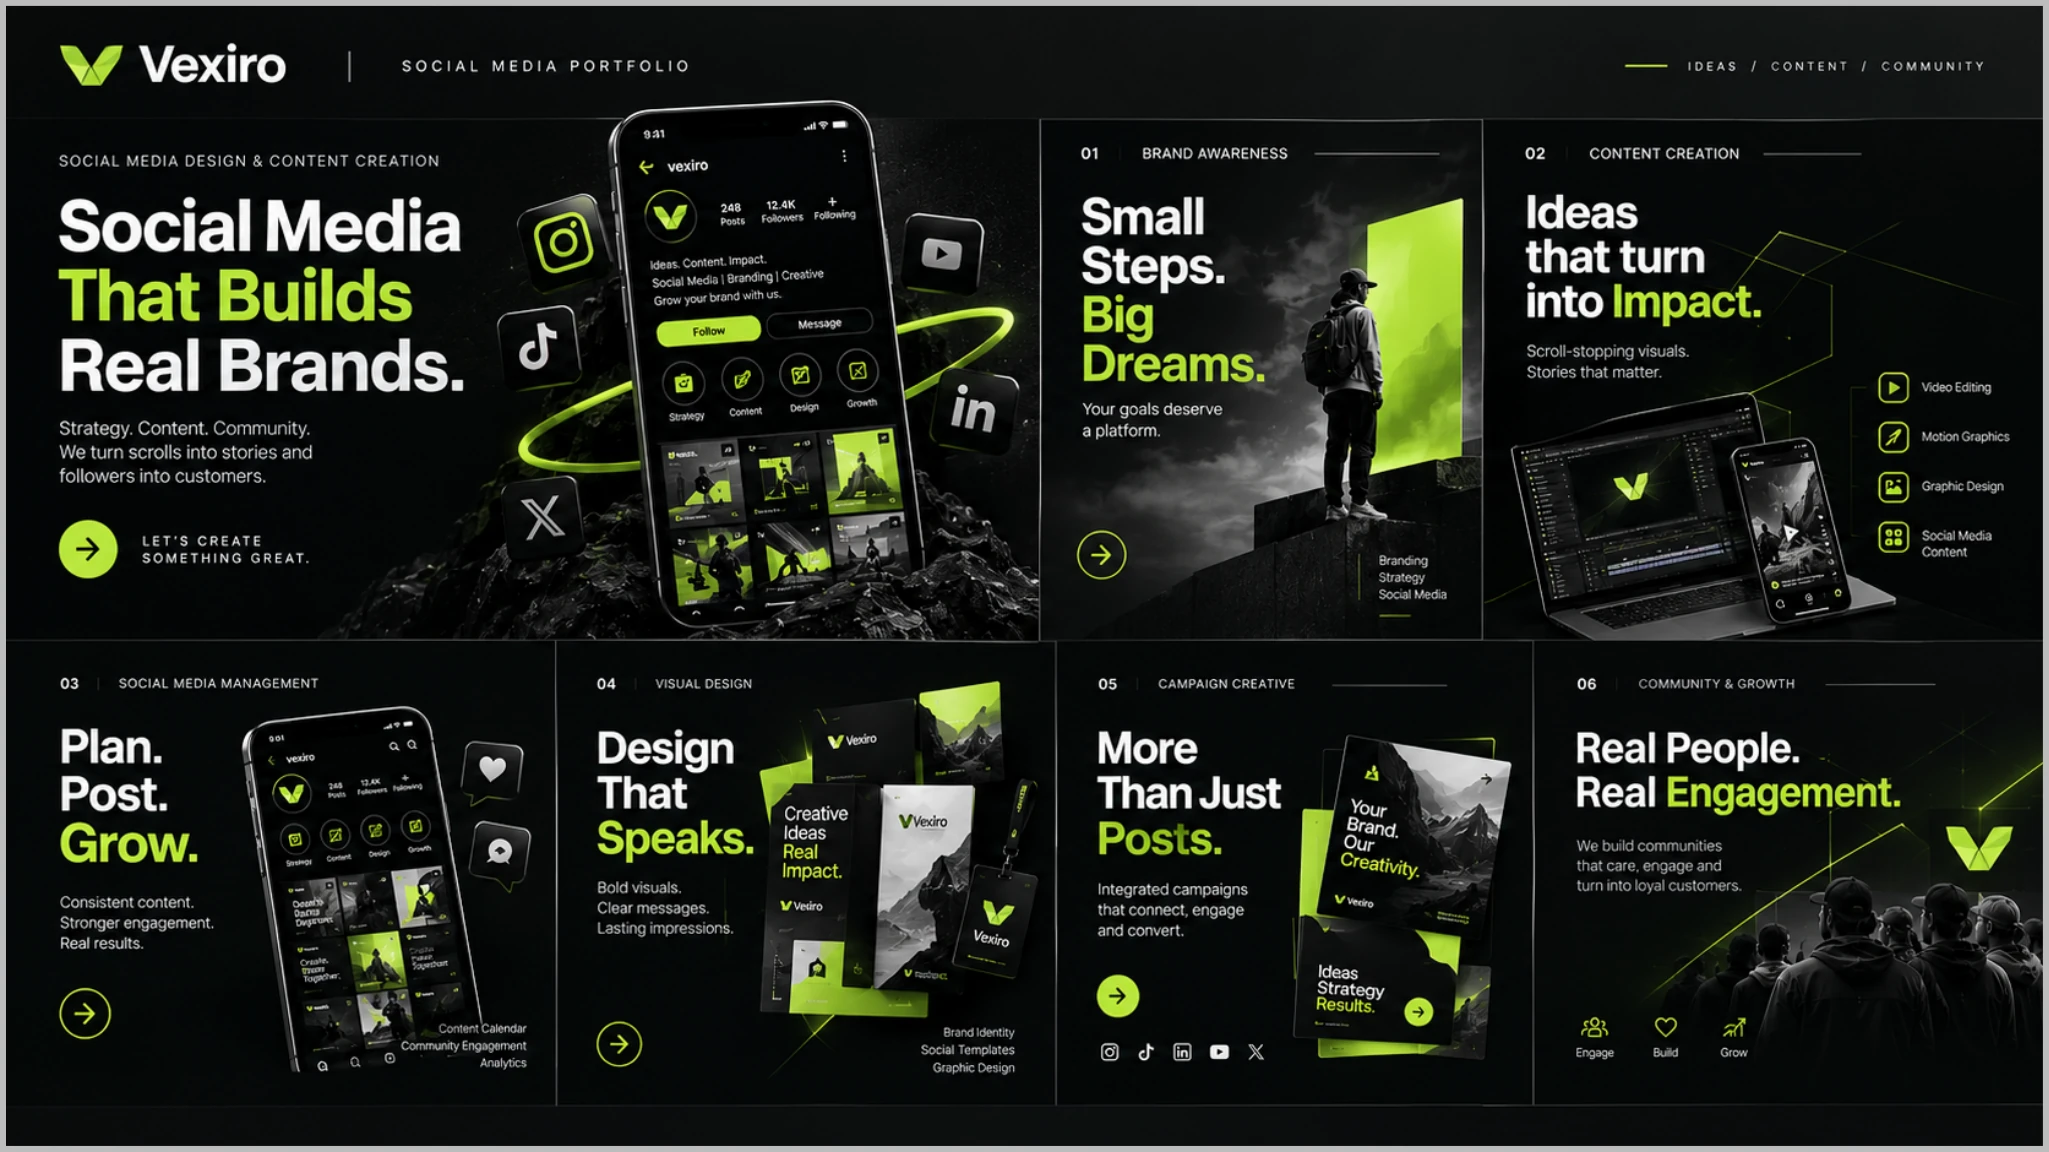 Vexiro
SOCIAL MEDIA PORTFOLIO
IDEAS / CONTENT / COMMUNITY
SOCIAL MEDIA DESIGN & CONTENT CREATION
Social Media
That Builds
Real Brands.
Strategy. Content. Community.
We turn scrolls into stories and
followers into customers.
LET'S CREATE
SOMETHING GREAT.
vexiro
248
Posts
12.4K
Followers
+
Following
Ideas. Content. Impact.
Social Media | Branding | Creative
Grow your brand with us.
Follow
Message
Strategy
Content
Design
Growth
in
01
BRAND AWARENESS
Small
Steps.
Big
Dreams.
Your goals deserve
a platform.
Branding
Strategy
Social Media
02
CONTENT CREATION
Ideas
that turn
into Impact.
Scroll-stopping visuals.
Stories that matter.
Video Editing
Motion Graphics
Graphic Design
Social Media
Content
03
SOCIAL MEDIA MANAGEMENT
Plan.
Post.
Grow.
Consistent content.
Stronger engagement.
Real results.
vexiro
248
Posts
12.4K
Followers
+
Following
Strategy
Content
Design
Growth
Content Calendar
Community Engagement
Analytics
04
VISUAL DESIGN
Design
That
Speaks.
Bold visuals.
Clear messages.
Lasting impressions.
Vexiro
Creative
Ideas
Real
Impact.
Vexiro
Vexiro
Brand Identity
Social Templates
Graphic Design
05
CAMPAIGN CREATIVE
More
Than Just
Posts.
Integrated campaigns
that connect, engage
and convert.
Your
Brand.
Our
Creativity.
Vexiro
Ideas
Strategy
Results.
06
COMMUNITY & GROWTH
Real People.
Real Engagement.
We build communities
that care, engage and
turn into loyal customers.
Engage
Build
Grow